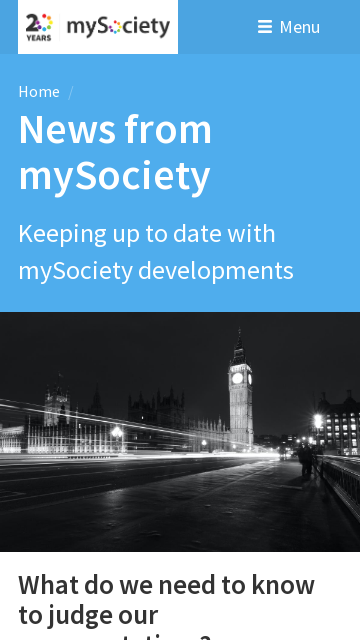 20 YEARS mySociety
Menu
Home /
News from
mySociety
Keeping up to date with
mySociety developments
What do we need to know
to judge our